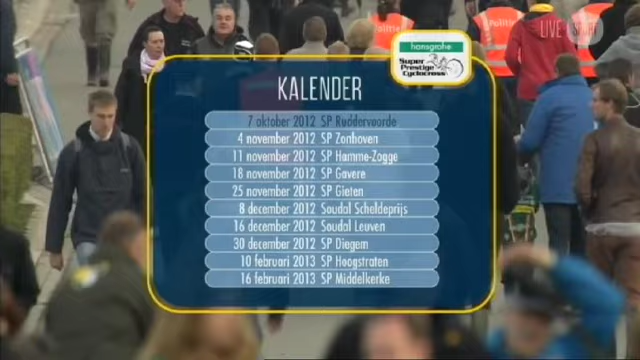 Politie
Politie
LIVE
hansgrohe
Super
Prestige
Cyclocross
KALENDER
7 oktober 2012 SP Ruddervoorde
4 november 2012 SP Zonhoven
11 november 2012 SP Hamme-Zogge
18 november 2012 SP Gavere
25 november 2012 SP Gieten
8 december 2012 Soudal Scheldeprijs
16 december 2012 Soudal Leuven
30 december 2012 SP Diegem
10 februari 2013 SP Hoogstraten
16 februari 2013 SP Middelkerke